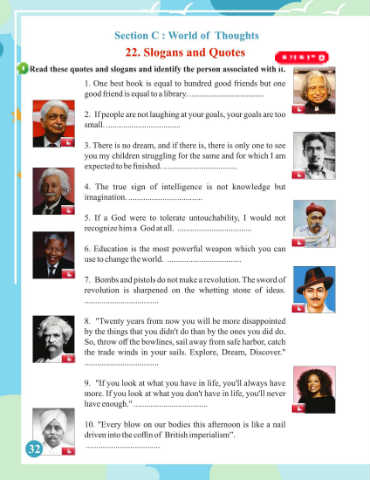 Section C : World of Thoughts
22. Slogans and Quotes
Read these quotes and slogans and identify the person associated with it.
1. One best book is equal to hundred good friends but one
good friend is equal to a library. ..................................
2. If people are not laughing at your goals, your goals are too
small. ..................................
3. There is no dream, and if there is, there is only one to see
you my children struggling for the same and for which I am
expected to be finished. ..................................
4. The true sign of intelligence is not knowledge but
imagination. ..................................
5. If a God were to tolerate untouchability, I would not
recognize him a God at all. ..................................
6. Education is the most powerful weapon which you can
use to change the world. ..................................
7. Bombs and pistols do not make a revolution. The sword of
revolution is sharpened on the whetting stone of ideas.
..................................
8. "Twenty years from now you will be more disappointed
by the things that you didn't do than by the ones you did do.
So, throw off the bowlines, sail away from safe harbor, catch
the trade winds in your sails. Explore, Dream, Discover."
..................................
9. "If you look at what you have in life, you'll always have
more. If you look at what you don't have in life, you'll never
have enough." ..................................
10. "Every blow on our bodies this afternoon is like a nail
driven into the coffin of British imperialism".
..................................
32